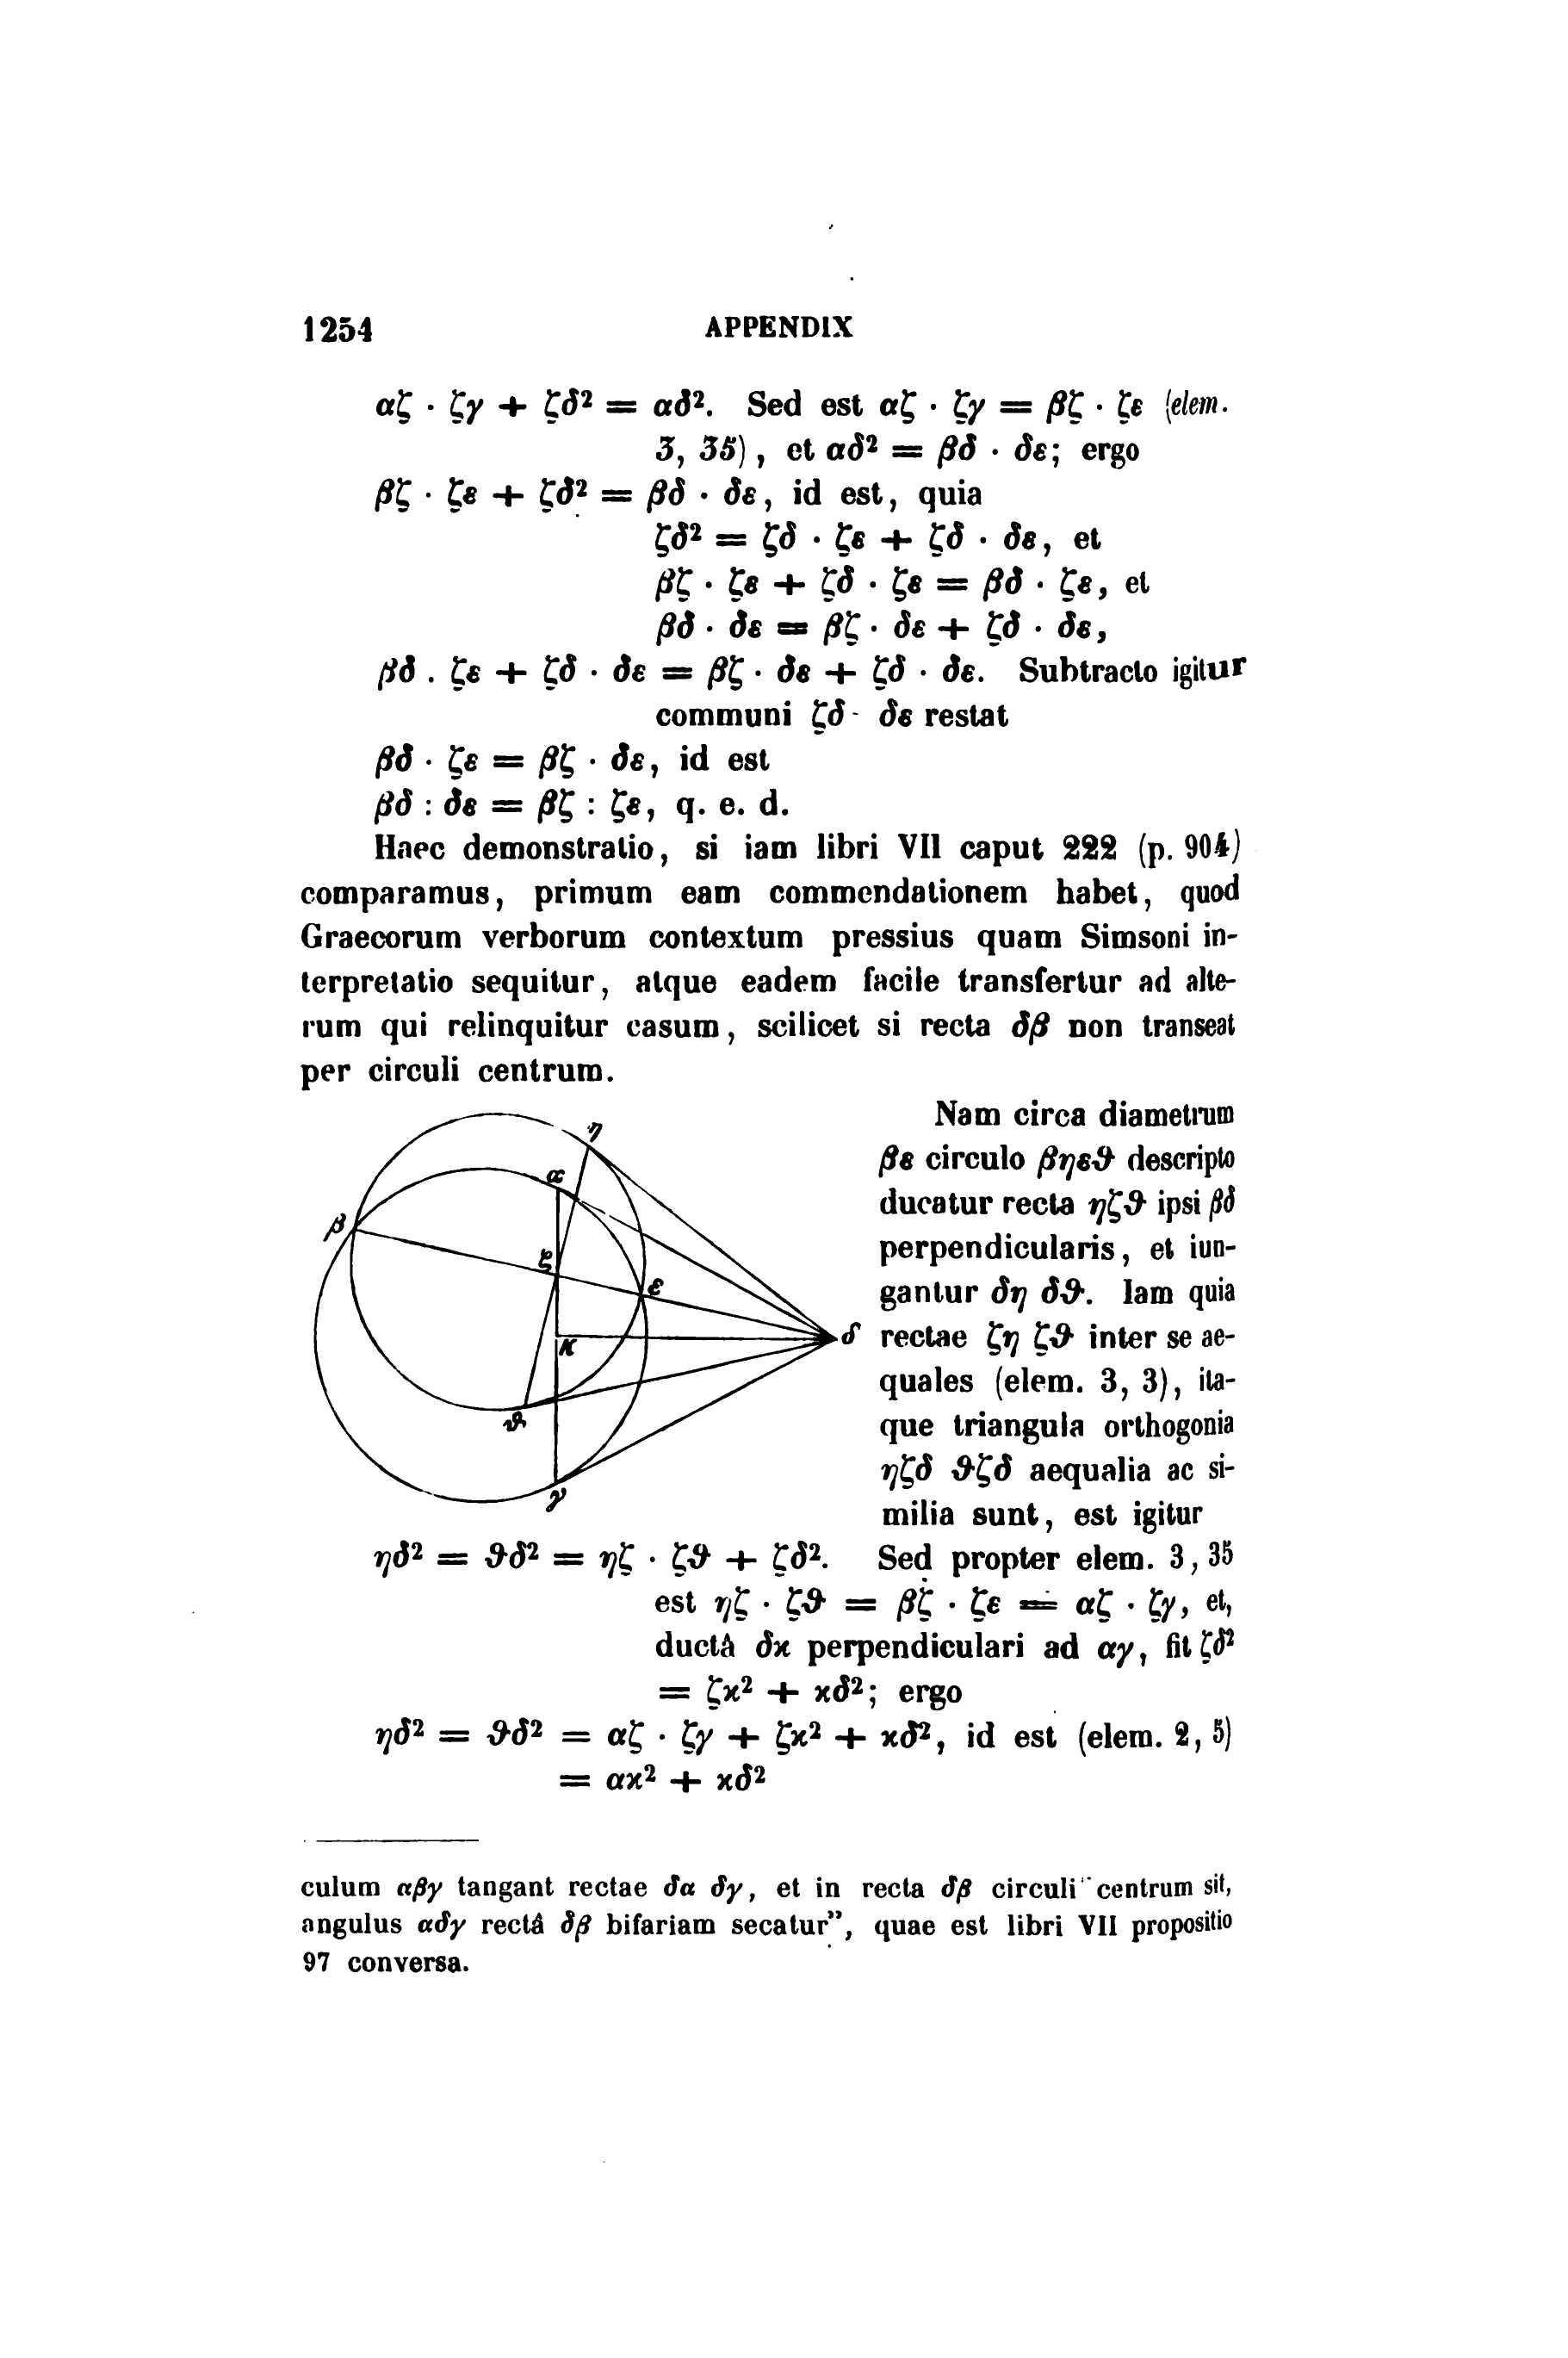 1254 APPENDIX
αζ · ζγ + ζδ² = αδ². Sed est αζ · ζγ = βζ · ζε (elem.
3, 35), et αδ² = βδ · δε; ergo
βζ · ζε + ζδ² = βδ · δε, id est, quia
ζδ² = ζδ · ζε + ζδ · δε, et
βζ · ζε + ζδ · ζε = βδ · ζε, et
βδ · δε = βζ · δε + ζδ · δε,
βδ . ζε + ζδ · δε = βζ · δε + ζδ · δε. Subtracto igitur
communi ζδ · δε restat
βδ · ζε = βζ · δε, id est
βδ : δε = βζ : ζε, q. e. d.
Haec demonstratio, si iam libri VII caput 222 (p. 904)
comparamus, primum eam commendationem habet, quod
Graecorum verborum contextum pressius quam Simsoni in-
terpretatio sequitur, atque eadem facile transfertur ad alte-
rum qui relinquitur casum, scilicet si recta δβ non transeat
per circuli centrum.
η
α
β
ζ
ε
δ
κ
ϑ
γ
Nam circa diametrum
βε circulo βηεϑ descripto
ducatur recta ηζϑ ipsi βδ
perpendicularis, et iun-
gantur δη δϑ. Iam quia
rectae ζη ζϑ inter se ae-
quales (elem. 3, 3), ita-
que triangula orthogonia
ηζδ ϑζδ aequalia ac si-
milia sunt, est igitur
ηδ² = ϑδ² = ηζ · ζϑ + ζδ². Sed propter elem. 3, 35
est ηζ · ζϑ = βζ · ζε = αζ · ζγ, et,
ductâ δκ perpendiculari ad αγ, fit ζδ²
= ζκ² + κδ²; ergo
ηδ² = ϑδ² = αζ · ζγ + ζκ² + κδ², id est (elem. 2, 5)
= ακ² + κδ²
culum αβγ tangant rectae δα δγ, et in recta δβ circuli centrum sit,
angulus αδγ rectâ δβ bifariam secatur”, quae est libri VII propositio
97 conversa.